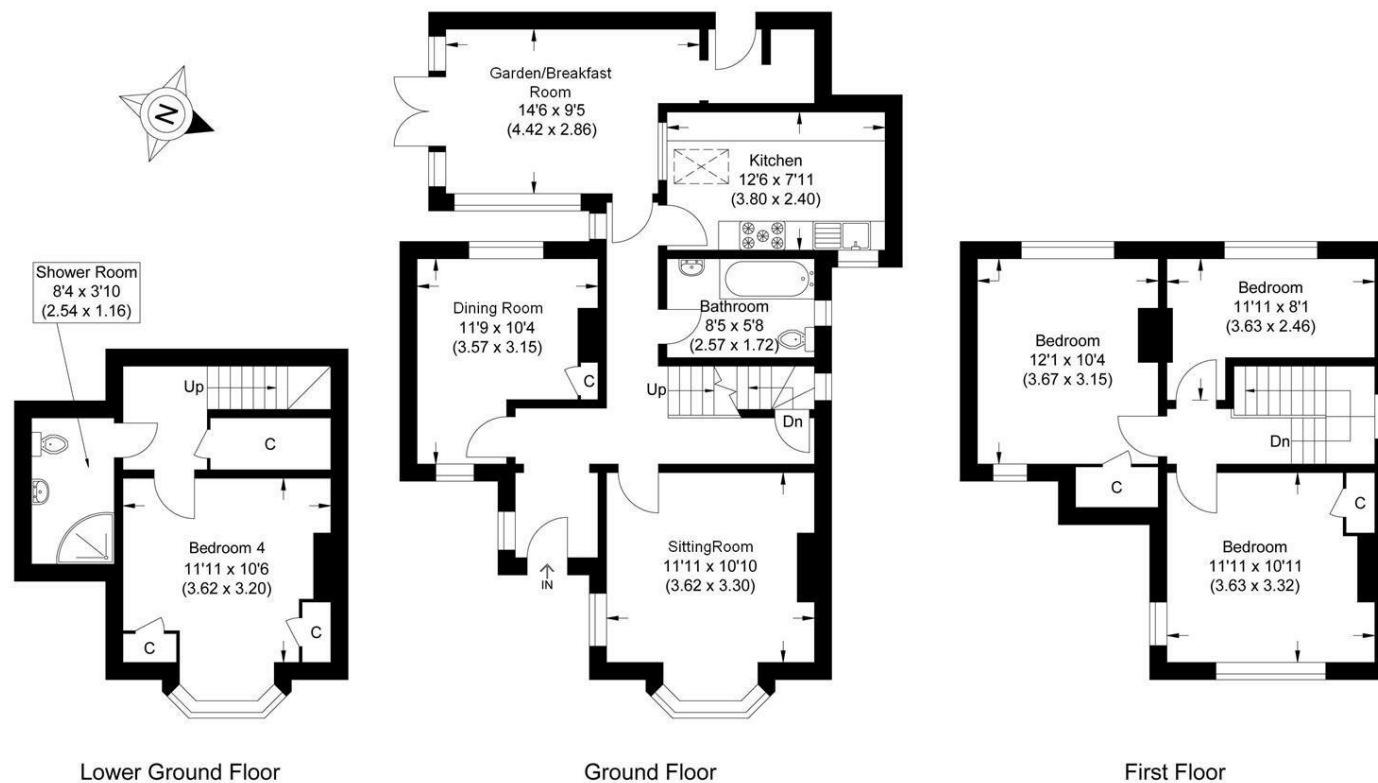 N
Shower Room
8'4 x 3'10
(2.54 x 1.16)
Up
C
Bedroom 4
11'11 x 10'6
(3.62 x 3.20)
C
C
Lower Ground Floor
Garden/Breakfast
Room
14'6 x 9'5
(4.42 x 2.86)
Kitchen
12'6 x 7'11
(3.80 x 2.40)
Dining Room
11'9 x 10'4
(3.57 x 3.15)
C
Bathroom
8'5 x 5'8
(2.57 x 1.72)
Up
Dn
IN
SittingRoom
11'11 x 10'10
(3.62 x 3.30)
Ground Floor
Bedroom
12'1 x 10'4
(3.67 x 3.15)
Bedroom
11'11 x 8'1
(3.63 x 2.46)
Dn
C
C
Bedroom
11'11 x 10'11
(3.63 x 3.32)
First Floor